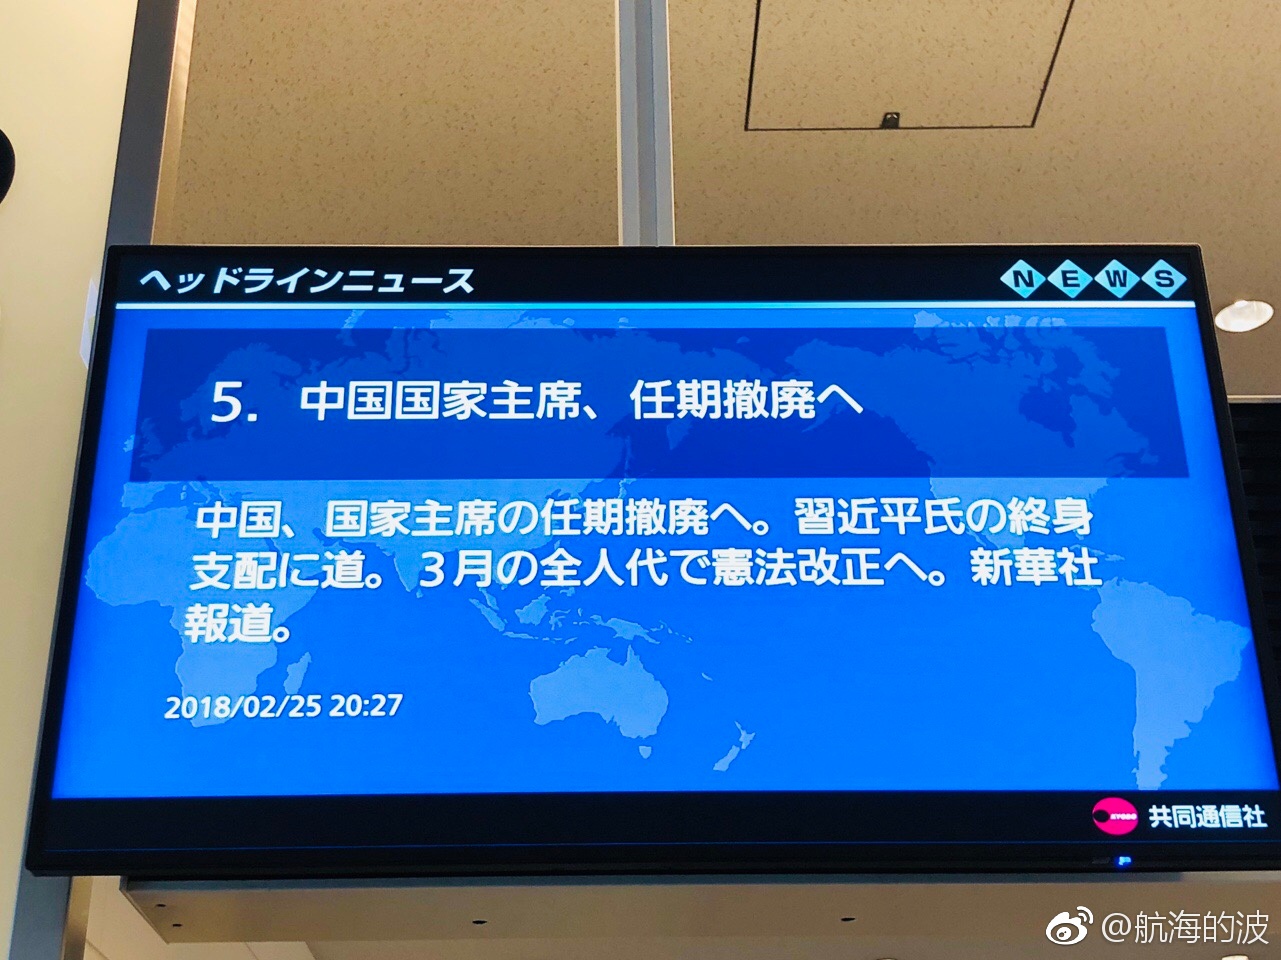 ヘッドラインニュース
NEWS
5. 中国国家主席、任期撤廃へ
中国、国家主席の任期撤廃へ。習近平氏の終身
支配に道。3月の全人代で憲法改正へ。新華社
報道。
2018/02/25 20:27
KYODO 共同通信社
@航海的波